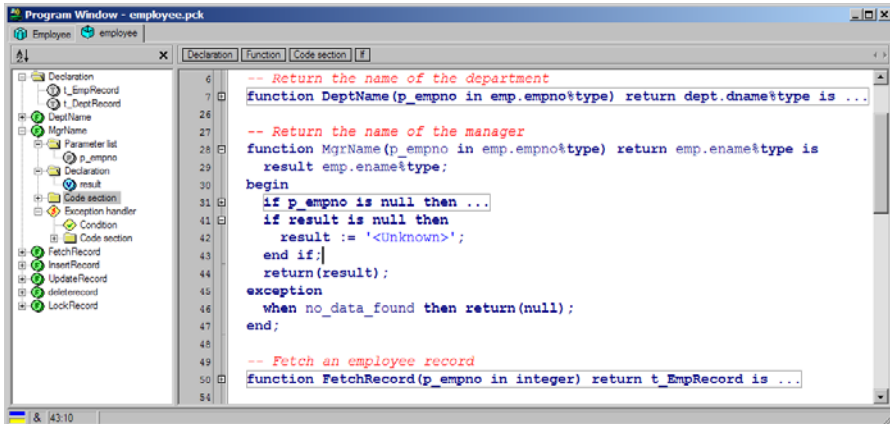 Program Window - employee.pck
Employee employee
Declaration Function Code section If
Declaration
t_EmpRecord
t_DeptRecord
DeptName
MgrName
Parameter list
p_empno
Declaration
result
Code section
Exception handler
Condition
Code section
FetchRecord
InsertRecord
UpdateRecord
deleterecord
LockRecord
6 -- Return the name of the department
7 function DeptName(p_empno in emp.empno%type) return dept.dname%type is ...
26
27 -- Return the name of the manager
28 function MgrName(p_empno in emp.empno%type) return emp.ename%type is
29 result emp.ename%type;
30 begin
31 if p_empno is null then ...
41 if result is null then
42 result := '<Unknown>';
43 end if;
44 return(result);
45 exception
46 when no_data_found then return(null);
47 end;
48
49 -- Fetch an employee record
50 function FetchRecord(p_empno in integer) return t_EmpRecord is ...
54
& 43:10